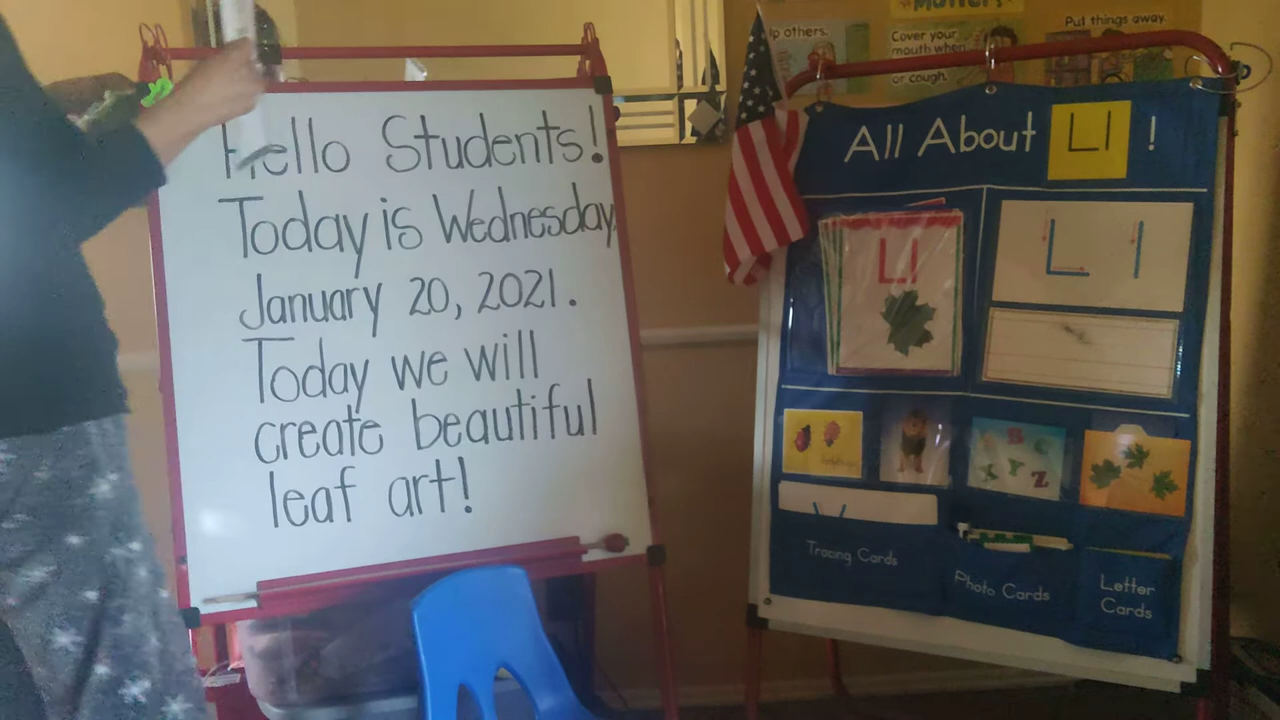 Hello Students!
Today is Wednesday,
January 20, 2021.
Today we will
create beautiful
leaf art!
Matters
lp others.
Cover your
mouth when
or cough.
Put things away.
All About Ll !
Ll
L l
S C
X Y Z
Tracing Cards
Photo Cards
Letter
Cards